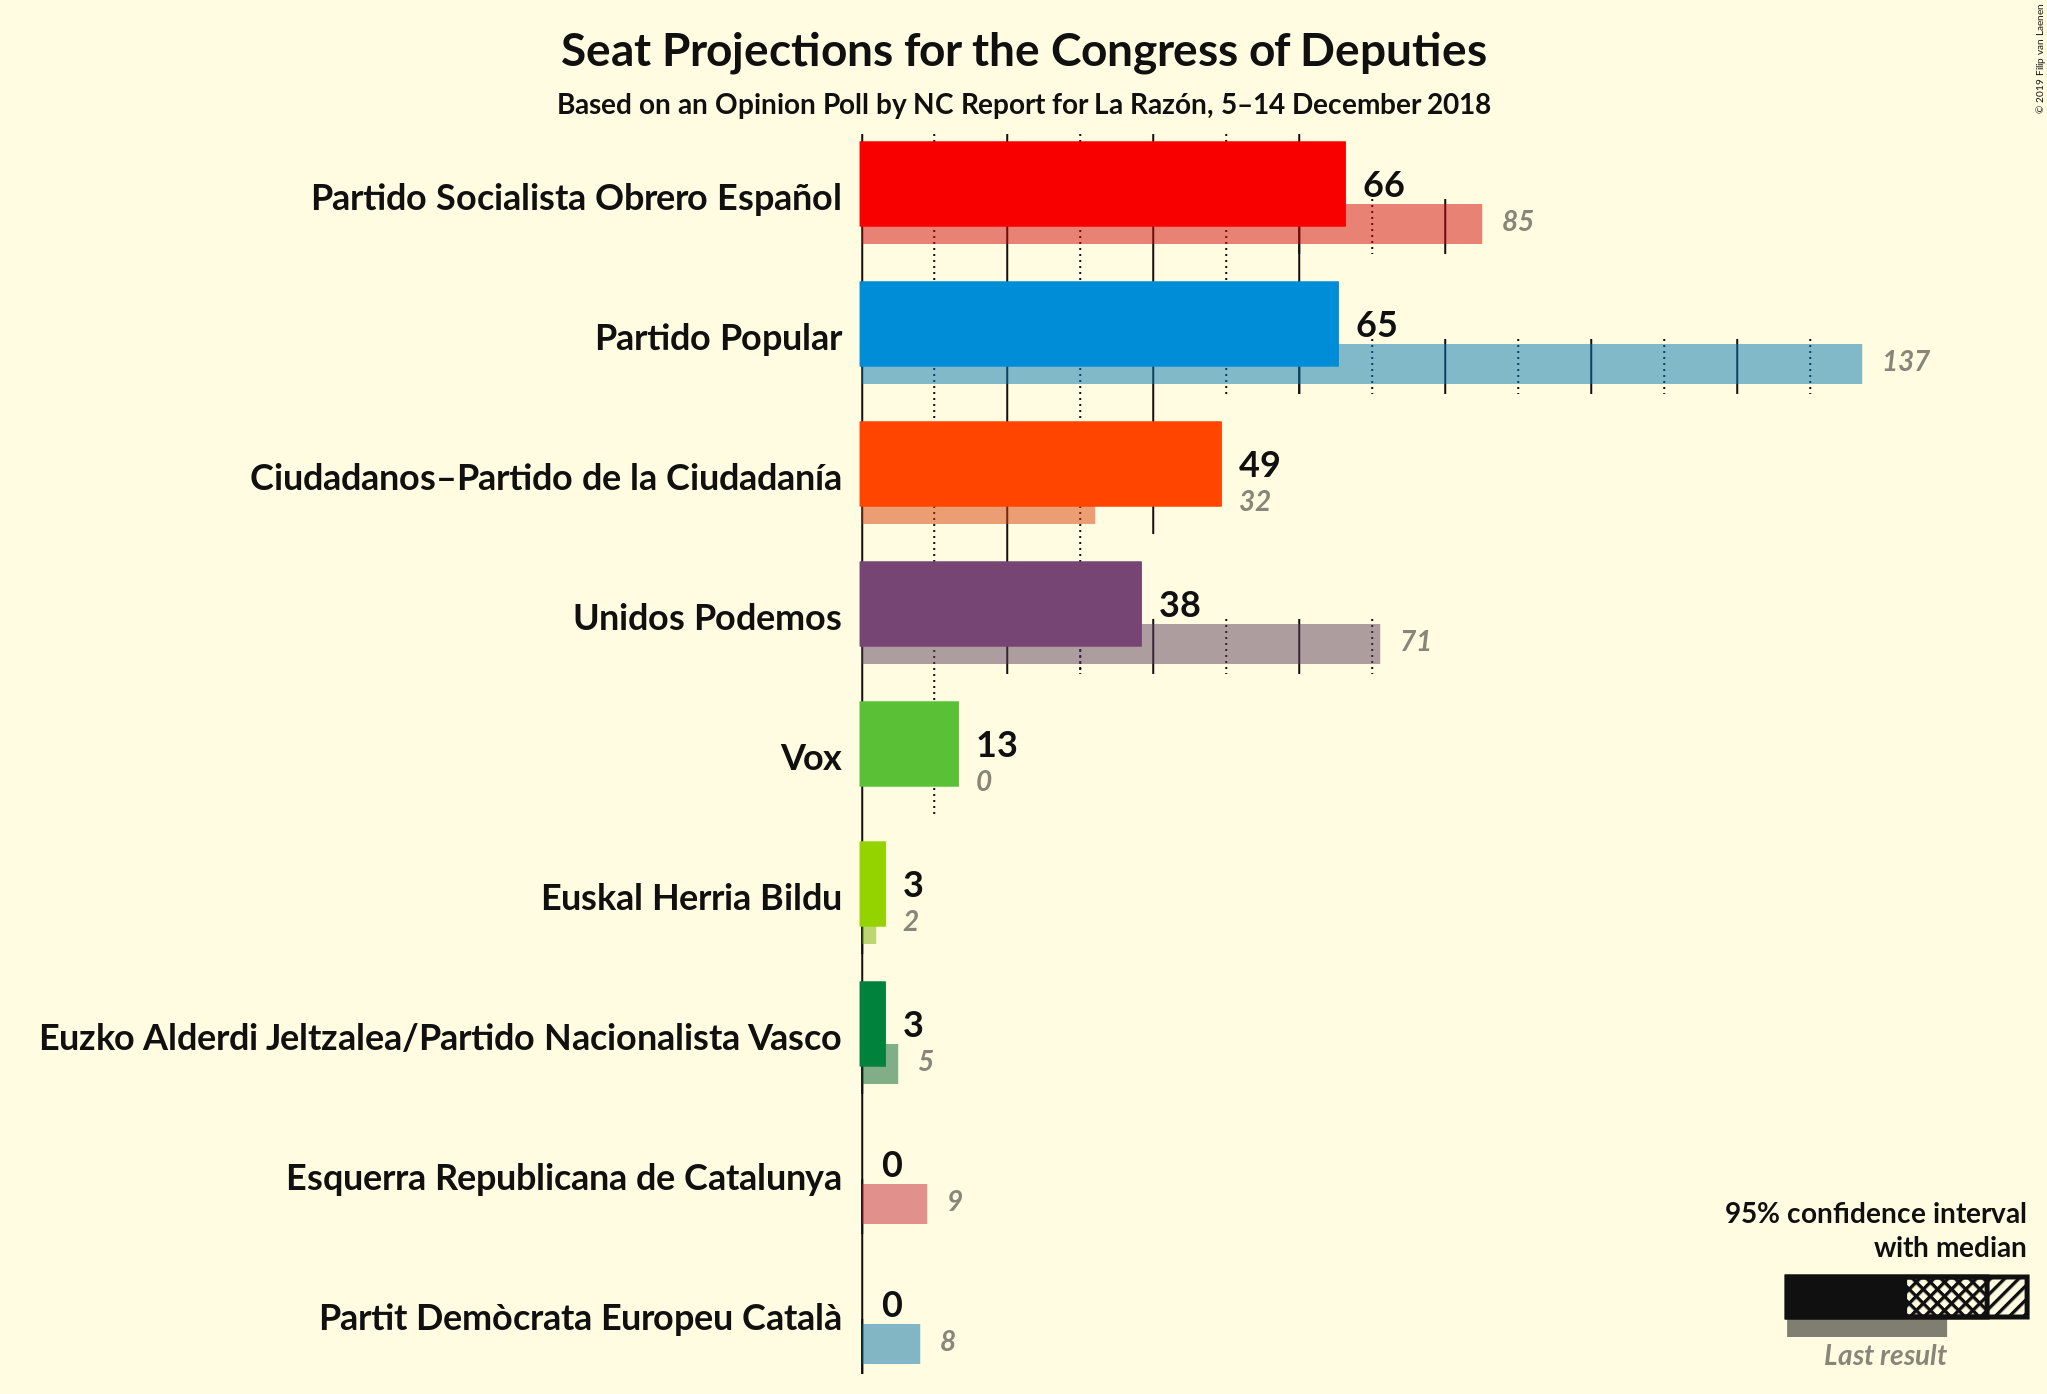 Seat Projections for the Congress of Deputies
Based on an Opinion Poll by NC Report for La Razón, 5–14 December 2018
© 2019 Filip van Laenen
Partido Socialista Obrero Español
66
85
Partido Popular
65
137
Ciudadanos–Partido de la Ciudadanía
49
32
Unidos Podemos
38
71
Vox
13
0
Euskal Herria Bildu
3
2
Euzko Alderdi Jeltzalea/Partido Nacionalista Vasco
3
5
Esquerra Republicana de Catalunya
0
9
Partit Demòcrata Europeu Català
0
8
95% confidence interval
with median
Last result